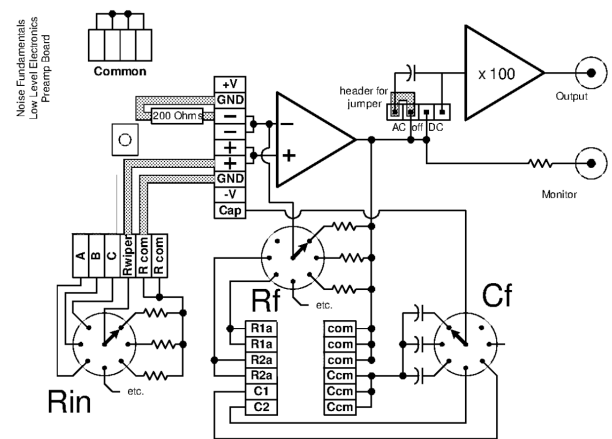 Noise Fundamentals
Low Level Electronics
Preamp Board
Common
+V
GND
200 Ohms
−
−
+
+
GND
-V
Cap
−
+
header for
jumper
AC off DC
x 100
Output
Monitor
A
B
C
Rwiper
R com
R com
etc.
Rin
Rf
etc.
R1a
R1a
R2a
R2a
C1
C2
com
com
com
Ccm
Ccm
Ccm
Cf